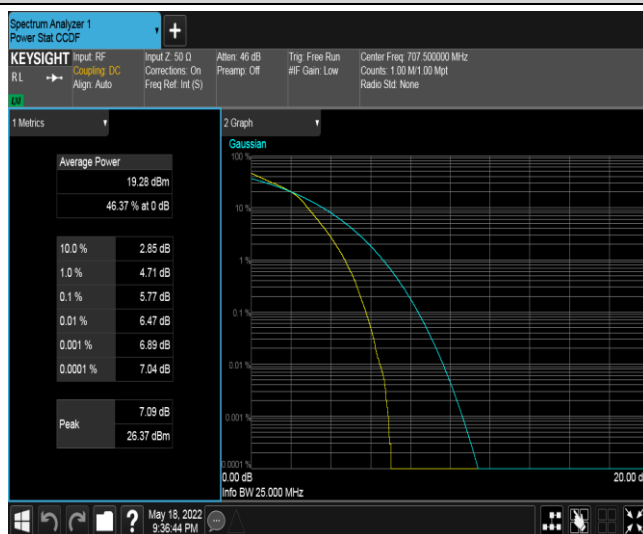 Spectrum Analyzer 1
Power Stat CCDF
+
KEYSIGHT Input: RF Input Z: 50 Ω Atten: 46 dB Trig: Free Run Center Freq: 707.500000 MHz
RL Coupling: DC Corrections: On Preamp: Off #IF Gain: Low Counts: 1.00 M/1.00 Mpt
Align: Auto Freq Ref: Int (S) Radio Std: None
1 Metrics
Average Power
19.28 dBm
46.37 % at 0 dB
10.0 % 2.85 dB
1.0 % 4.71 dB
0.1 % 5.77 dB
0.01 % 6.47 dB
0.001 % 6.89 dB
0.0001 % 7.04 dB
Peak 7.09 dB
26.37 dBm
2 Graph
Gaussian
100 %
10 %
1 %
0.1 %
0.01 %
0.001 %
0.0001 %
0.00 dB 20.00 d
Info BW 25.000 MHz
? May 18, 2022
9:36:44 PM